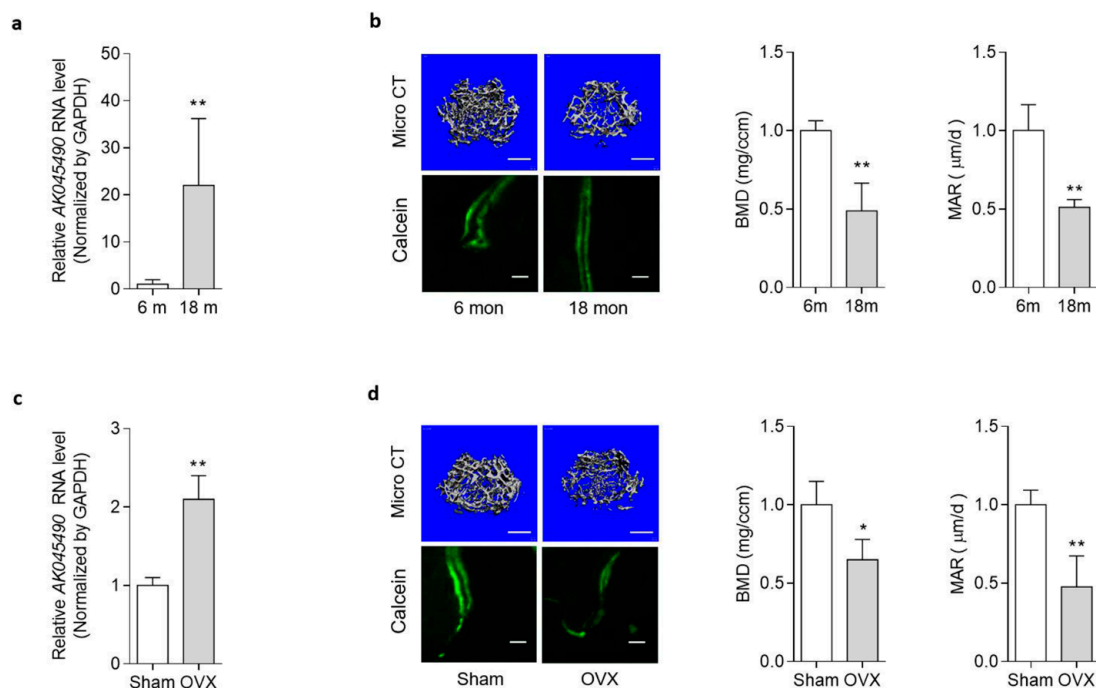 a
Relative AK045490 RNA level
(Normalized by GAPDH)
50
40
30
20
10
0
**
6 m 18 m
b
Micro CT
Calcein
6 mon 18 mon
BMD (mg/ccm)
1.5
1.0
0.5
0.0
**
6m 18m
MAR ( μm/d)
1.5
1.0
0.5
0.0
**
6m 18m
c
Relative AK045490 RNA level
(Normalized by GAPDH)
3
2
1
0
**
Sham OVX
d
Micro CT
Calcein
Sham OVX
BMD (mg/ccm)
1.5
1.0
0.5
0.0
*
Sham OVX
MAR ( μm/d )
1.5
1.0
0.5
0.0
**
Sham OVX